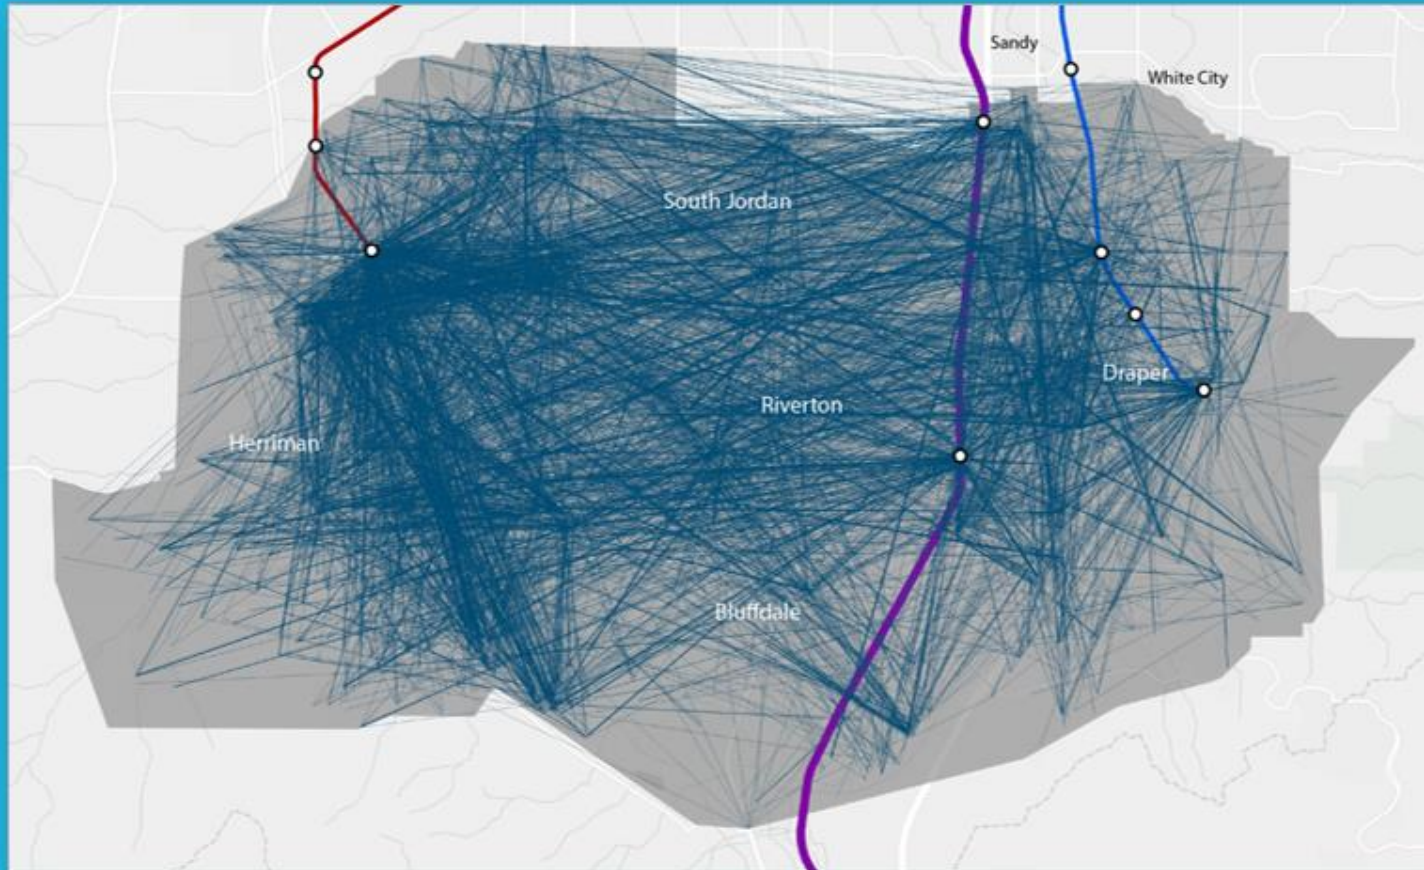 Sandy
White City
South Jordan
Draper
Riverton
Herriman
Bluffdale